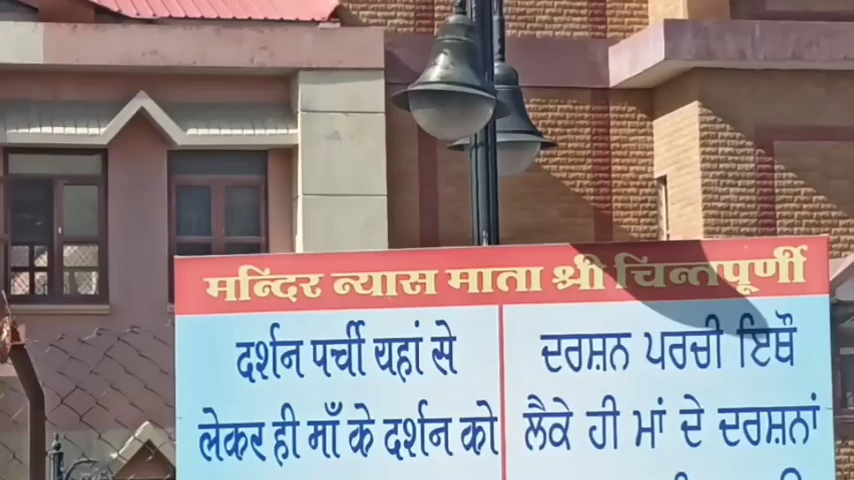 मन्दिर न्यास माता श्री चिन्तपूर्णी
दर्शन पर्ची यहां से
लेकर ही माँ के दर्शन को
ਦਰਸ਼ਨ ਪਰਚੀ ਇਥੋਂ
ਲੈਕੇ ਹੀ ਮਾਂ ਦੇ ਦਰਸ਼ਨਾਂ